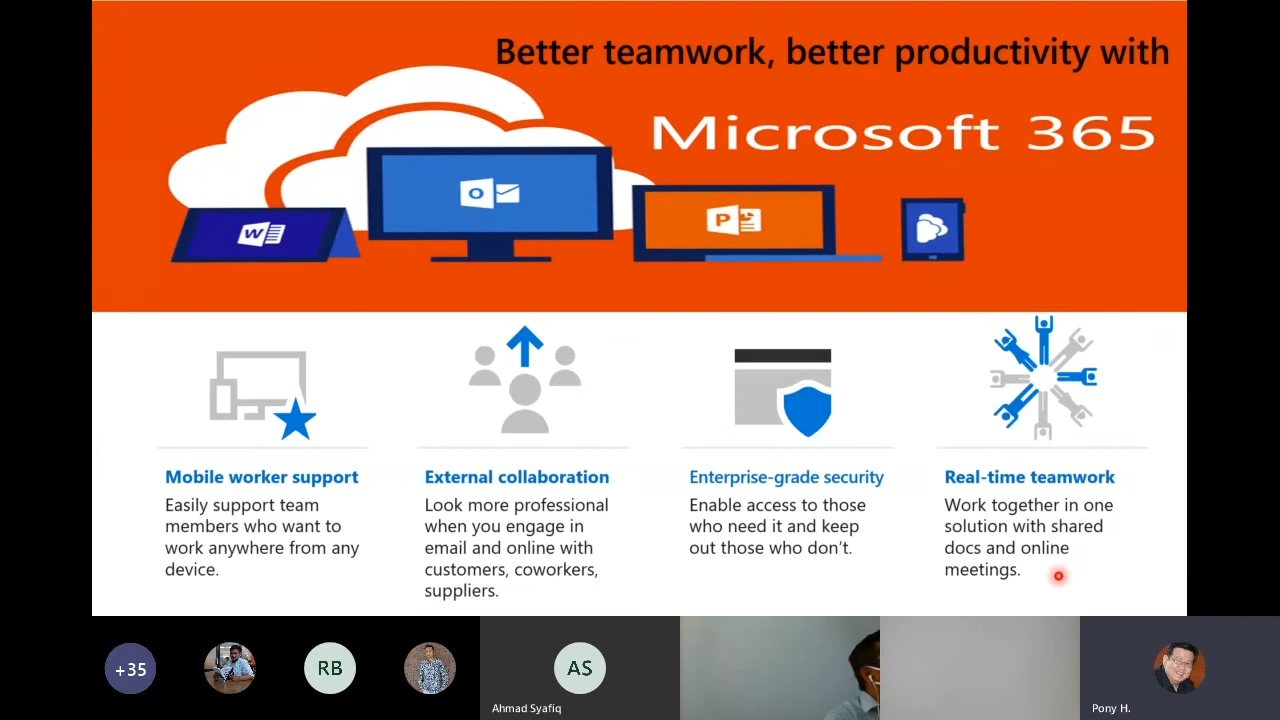 Better teamwork, better productivity with
Microsoft 365
W
O
P
Mobile worker support
Easily support team
members who want to
work anywhere from any
device.
External collaboration
Look more professional
when you engage in
email and online with
customers, coworkers,
suppliers.
Enterprise-grade security
Enable access to those
who need it and keep
out those who don't.
Real-time teamwork
Work together in one
solution with shared
docs and online
meetings.
+35
RB
AS
Ahmad Syafiq
Pony H.